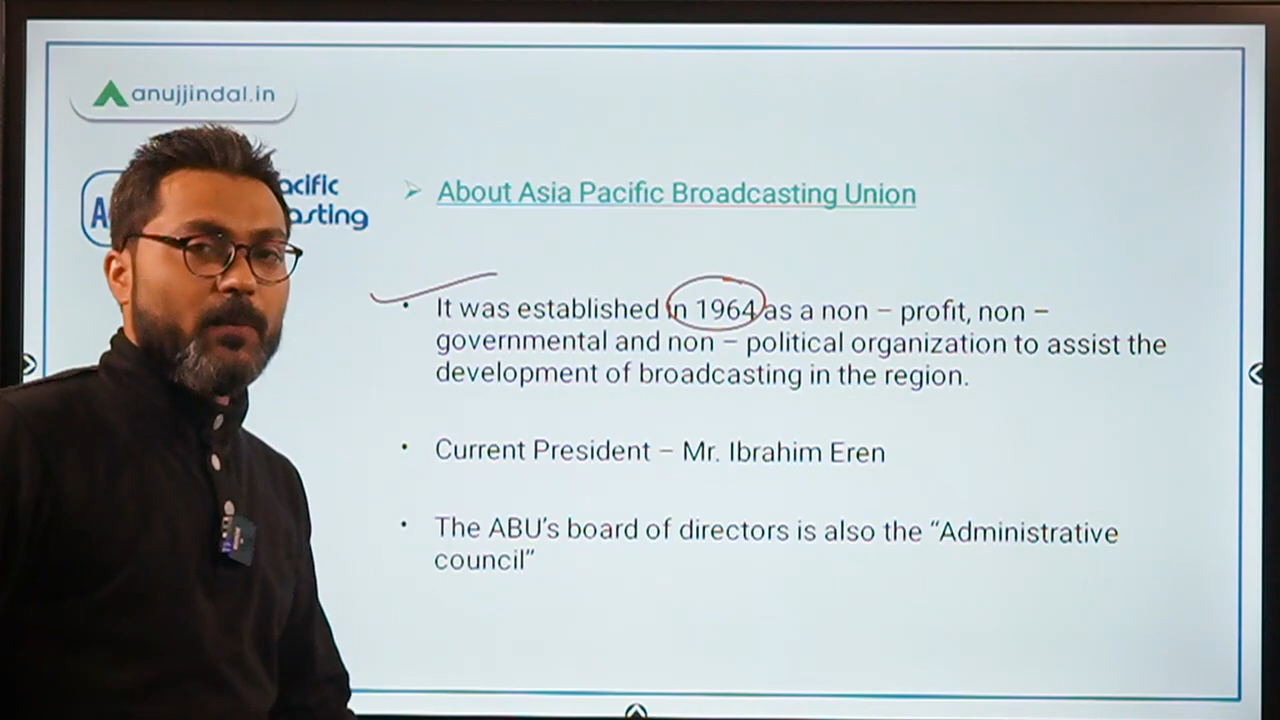 anujjindal.in
acific
asting
A
➢ About Asia Pacific Broadcasting Union
• It was established in 1964 as a non – profit, non –
governmental and non – political organization to assist the
development of broadcasting in the region.
• Current President – Mr. Ibrahim Eren
• The ABU’s board of directors is also the “Administrative
council”